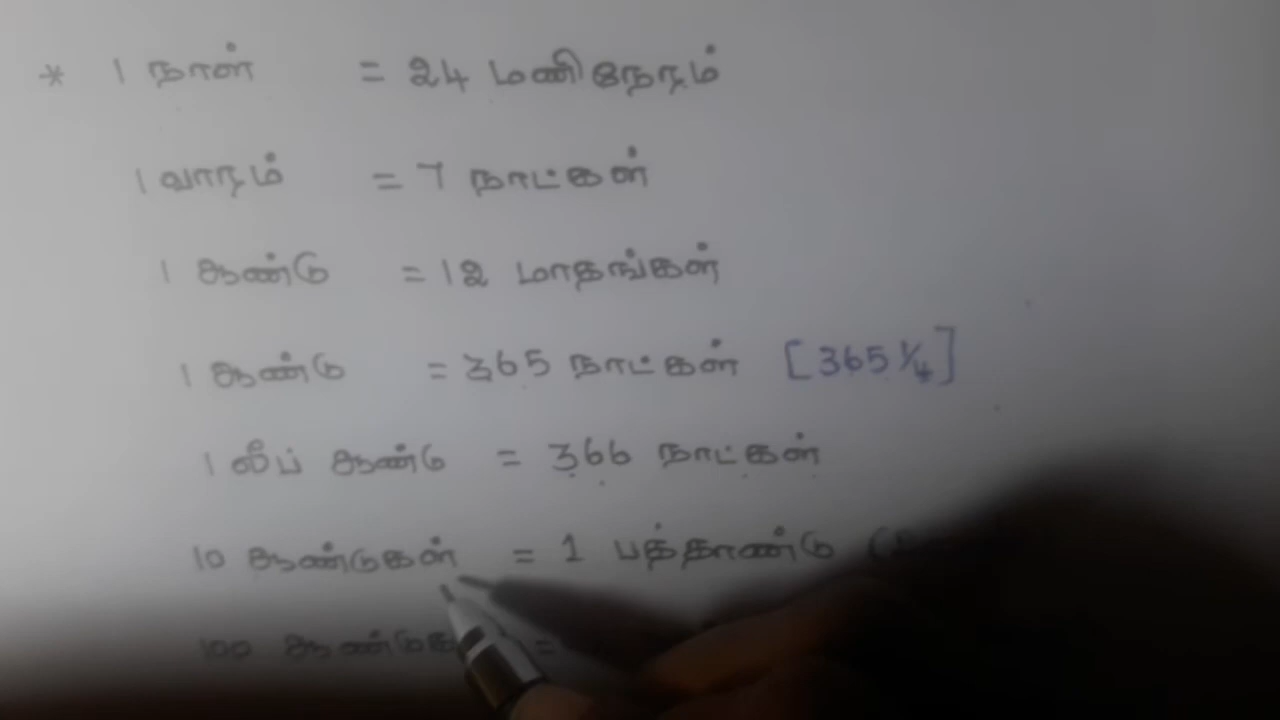 * 1 நாள் = 24 மணிநேரம்
1 வாரம் = 7 நாட்கள்
1 ஆண்டு = 12 மாதங்கள்
1 ஆண்டு = 365 நாட்கள் [365 1/4]
1 லீப் ஆண்டு = 366 நாட்கள்
10 ஆண்டுகள் = 1 பத்தாண்டு (
100 =